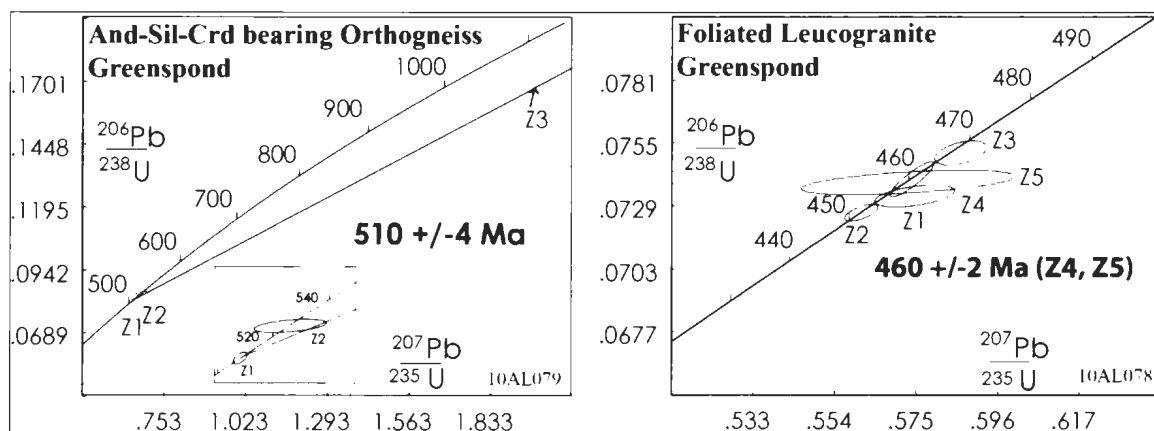 And-Sil-Crd bearing Orthogneiss
Greenspond
.1701
.1448
.1195
.0942
.0689
206Pb
238U
1000
900
800
700
600
500
Z3
Z1
Z2
510 +/-4 Ma
540
520
Z2
Z1
207Pb
235U
10AL079
.753 1.023 1.293 1.563 1.833
Foliated Leucogranite
Greenspond
.0781
.0755
.0729
.0703
.0677
206Pb
238U
490
480
470
460
450
440
Z3
Z5
Z4
Z1
Z2
460 +/-2 Ma (Z4, Z5)
207Pb
235U
10AL078
.533 .554 .575 .596 .617